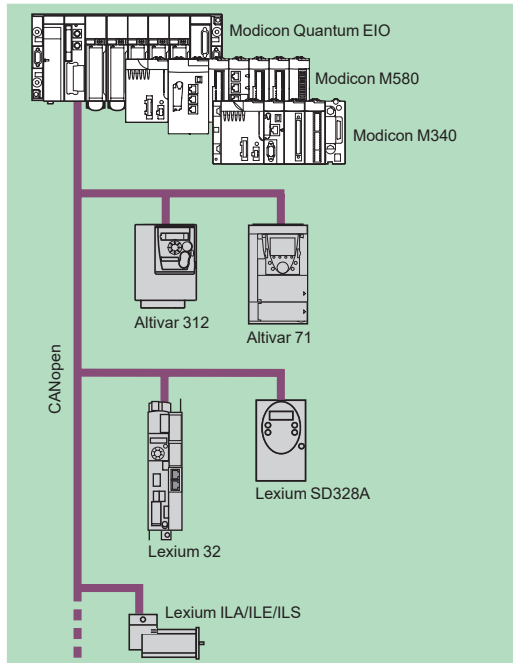 Modicon Quantum EIO
Modicon M580
Modicon M340
Altivar 312
Altivar 71
CANopen
Lexium SD328A
Lexium 32
Lexium ILA/ILE/ILS